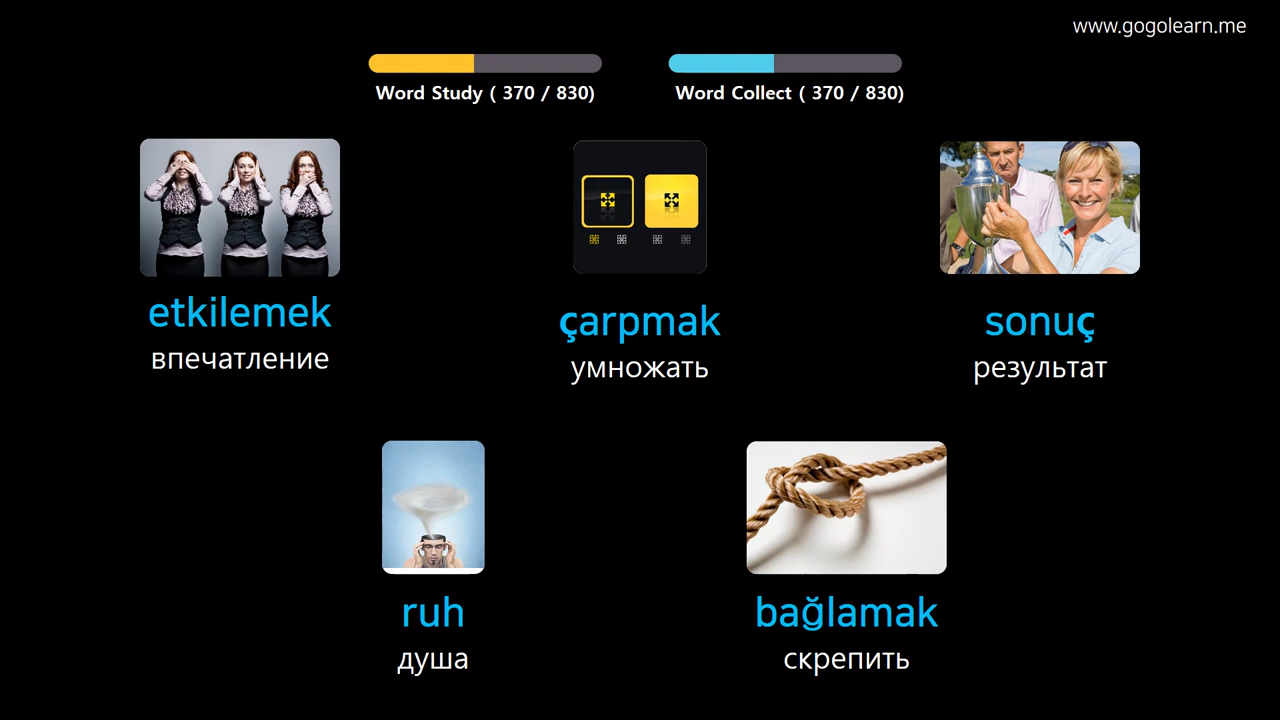 www.gogolearn.me
Word Study ( 370 / 830)
Word Collect ( 370 / 830)
etkilemek
впечатление
çarpmak
умножать
sonuç
результат
ruh
душа
bağlamak
скрепить